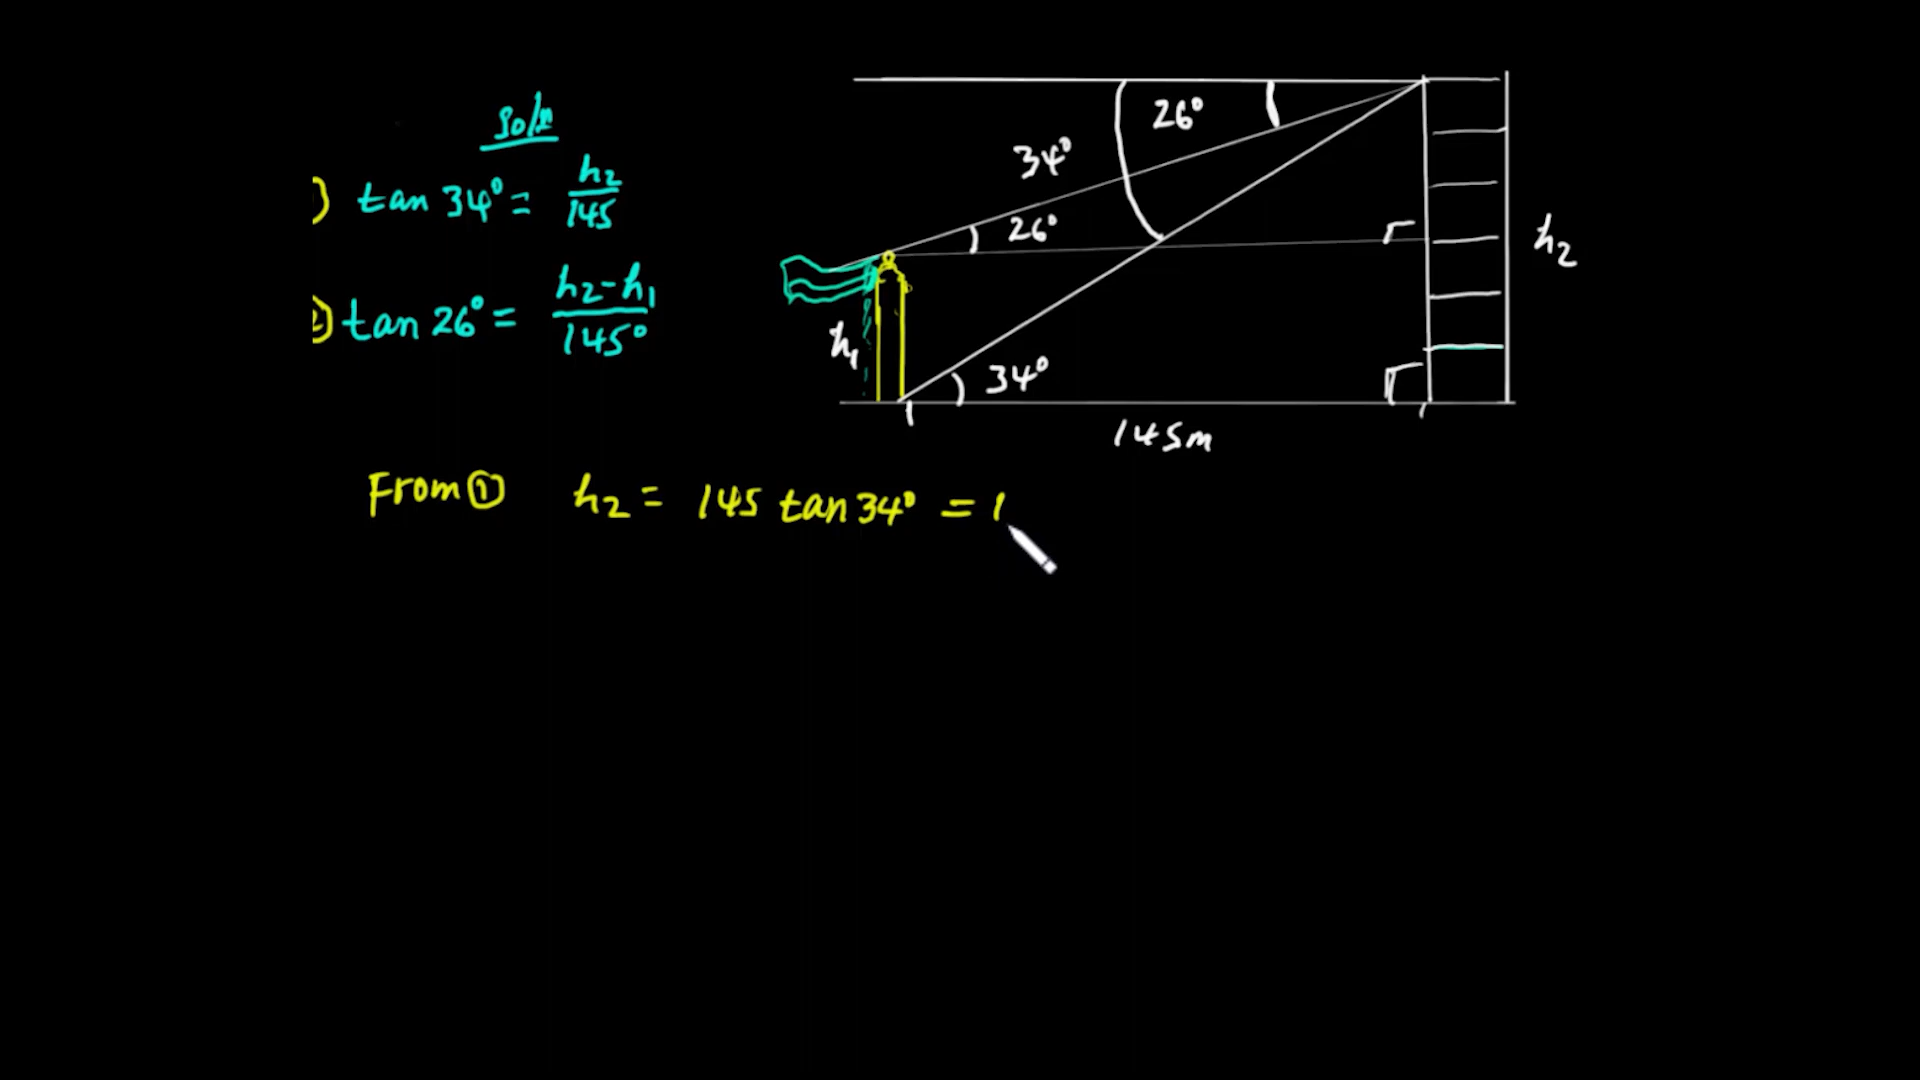 Soln
1) tan 34° = h₂/145
② tan 26° = h₂-h₁/145°
26°
34°
26°
h₂
h₁
34°
145m
From ① h₂ = 145 tan 34° = 1